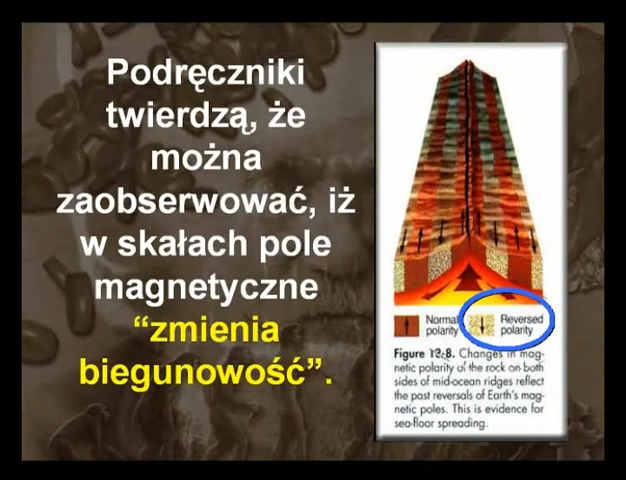 Podręczniki
twierdzą, że
można
zaobserwować, iż
w skałach pole
magnetyczne
“zmienia
biegunowość”.
Normal
polarity
Reversed
polarity
Figure 13-8. Changes in mag-
netic polarity of the rock on both
sides of mid-ocean ridges reflect
the past reversals of Earth's mag-
netic poles. This is evidence for
sea-floor spreading.